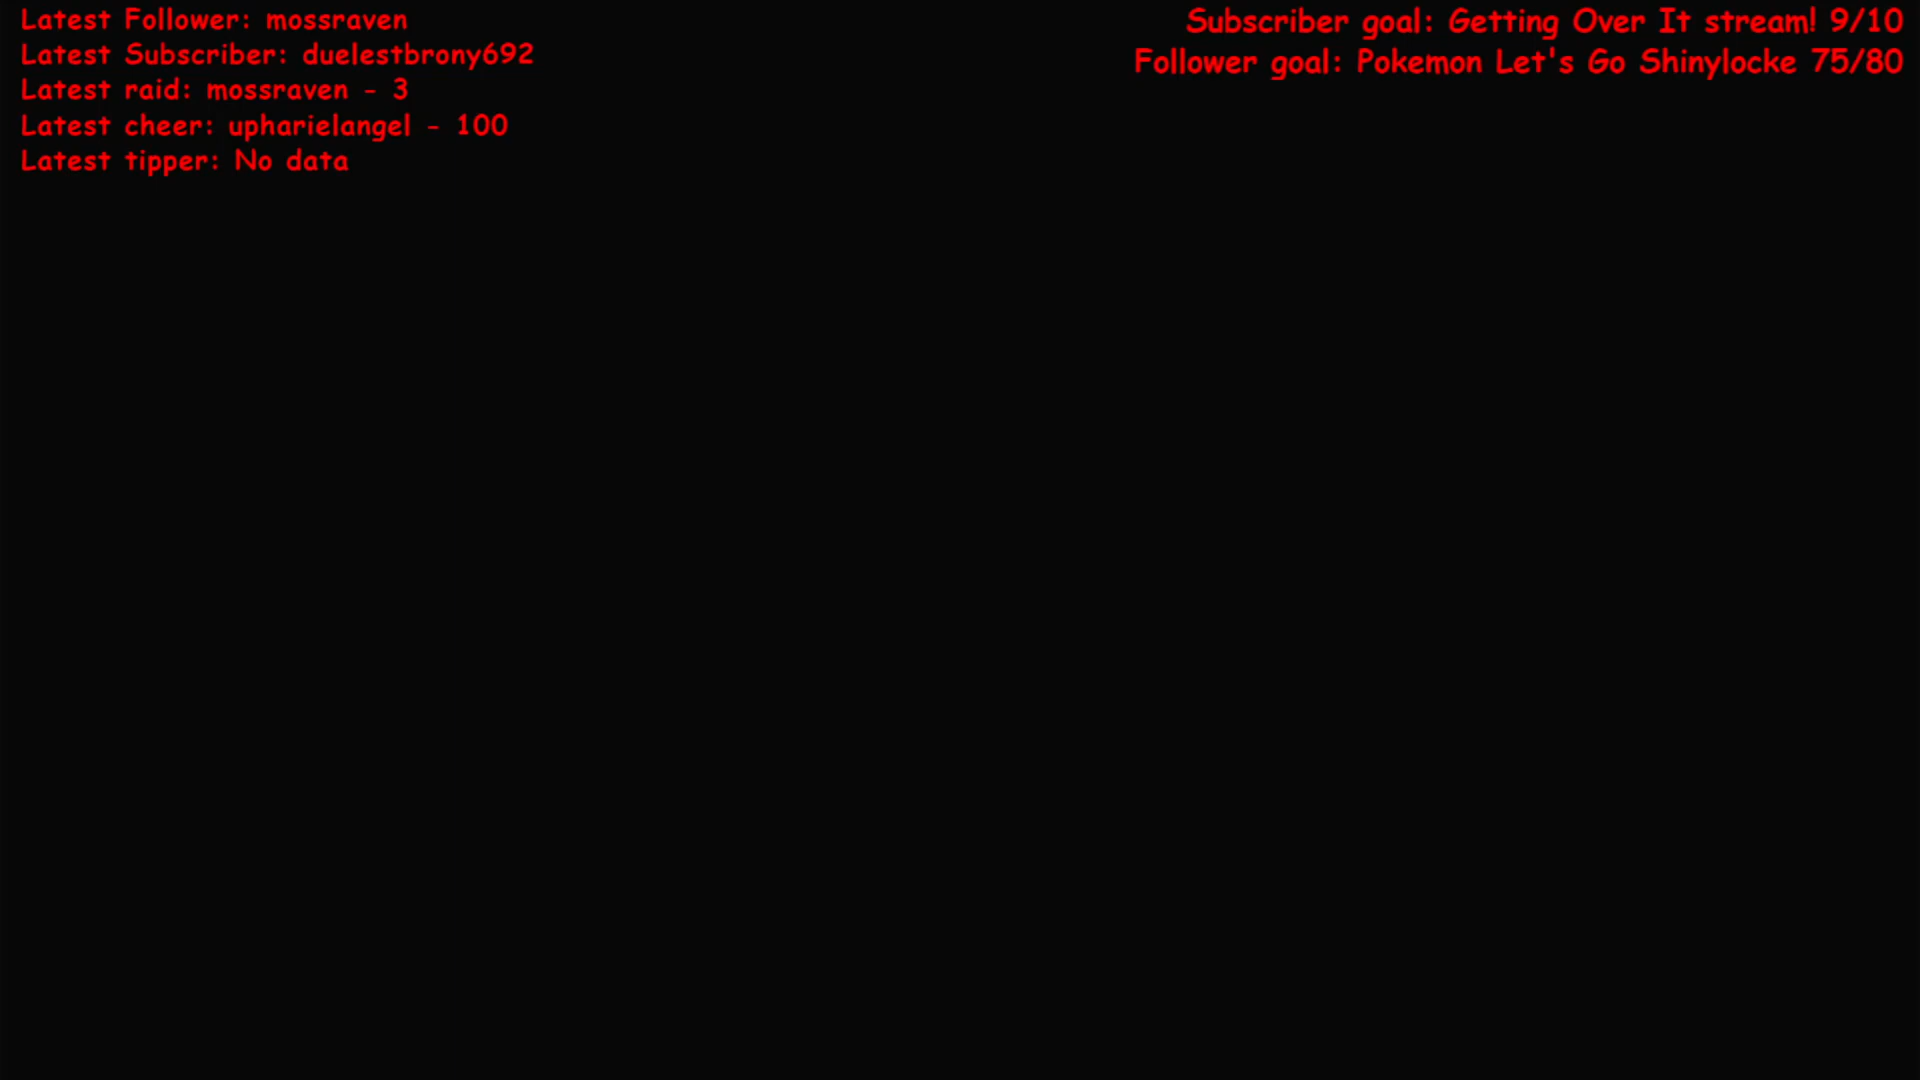 Latest Follower: mossraven
Latest Subscriber: duelestbrony692
Latest raid: mossraven - 3
Latest cheer: upharielangel - 100
Latest tipper: No data
Subscriber goal: Getting Over It stream! 9/10
Follower goal: Pokemon Let's Go Shinylocke 75/80